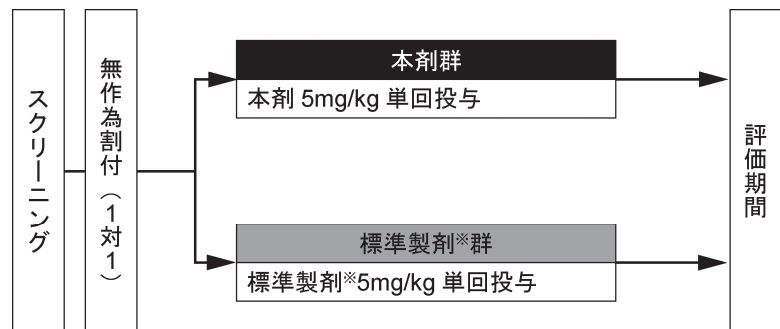 スクリーニング
無作為割付（1対1）
本剤群
本剤 5mg/kg 単回投与
標準製剤※群
標準製剤※5mg/kg 単回投与
評価期間